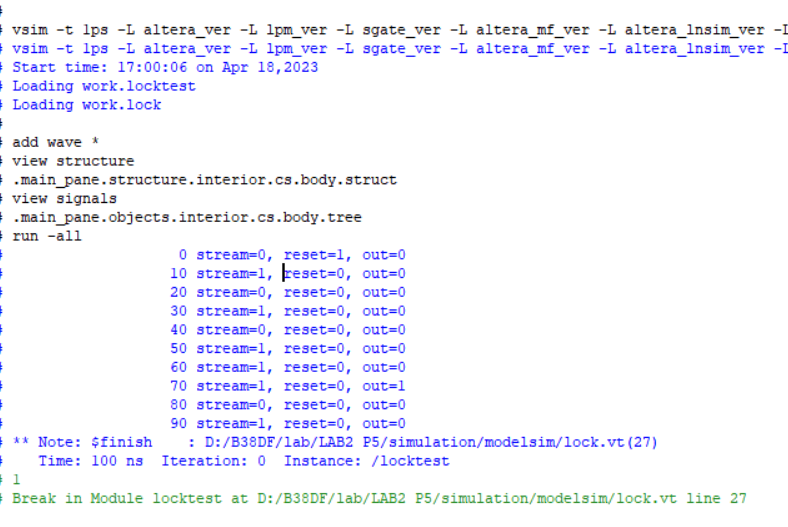 #
# vsim -t 1ps -L altera_ver -L lpm_ver -L sgate_ver -L altera_mf_ver -L altera_lnsim_ver -L
# vsim -t 1ps -L altera_ver -L lpm_ver -L sgate_ver -L altera_mf_ver -L altera_lnsim_ver -L
# Start time: 17:00:06 on Apr 18,2023
# Loading work.locktest
# Loading work.lock
#
# add wave *
# view structure
# .main_pane.structure.interior.cs.body.struct
# view signals
# .main_pane.objects.interior.cs.body.tree
# run -all
#                    0 stream=0, reset=1, out=0
#                   10 stream=1, reset=0, out=0
#                   20 stream=0, reset=0, out=0
#                   30 stream=1, reset=0, out=0
#                   40 stream=0, reset=0, out=0
#                   50 stream=1, reset=0, out=0
#                   60 stream=1, reset=0, out=0
#                   70 stream=1, reset=0, out=1
#                   80 stream=0, reset=0, out=0
#                   90 stream=1, reset=0, out=0
# ** Note: $finish    : D:/B38DF/lab/LAB2 P5/simulation/modelsim/lock.vt(27)
#    Time: 100 ns  Iteration: 0  Instance: /locktest
# 1
# Break in Module locktest at D:/B38DF/lab/LAB2 P5/simulation/modelsim/lock.vt line 27